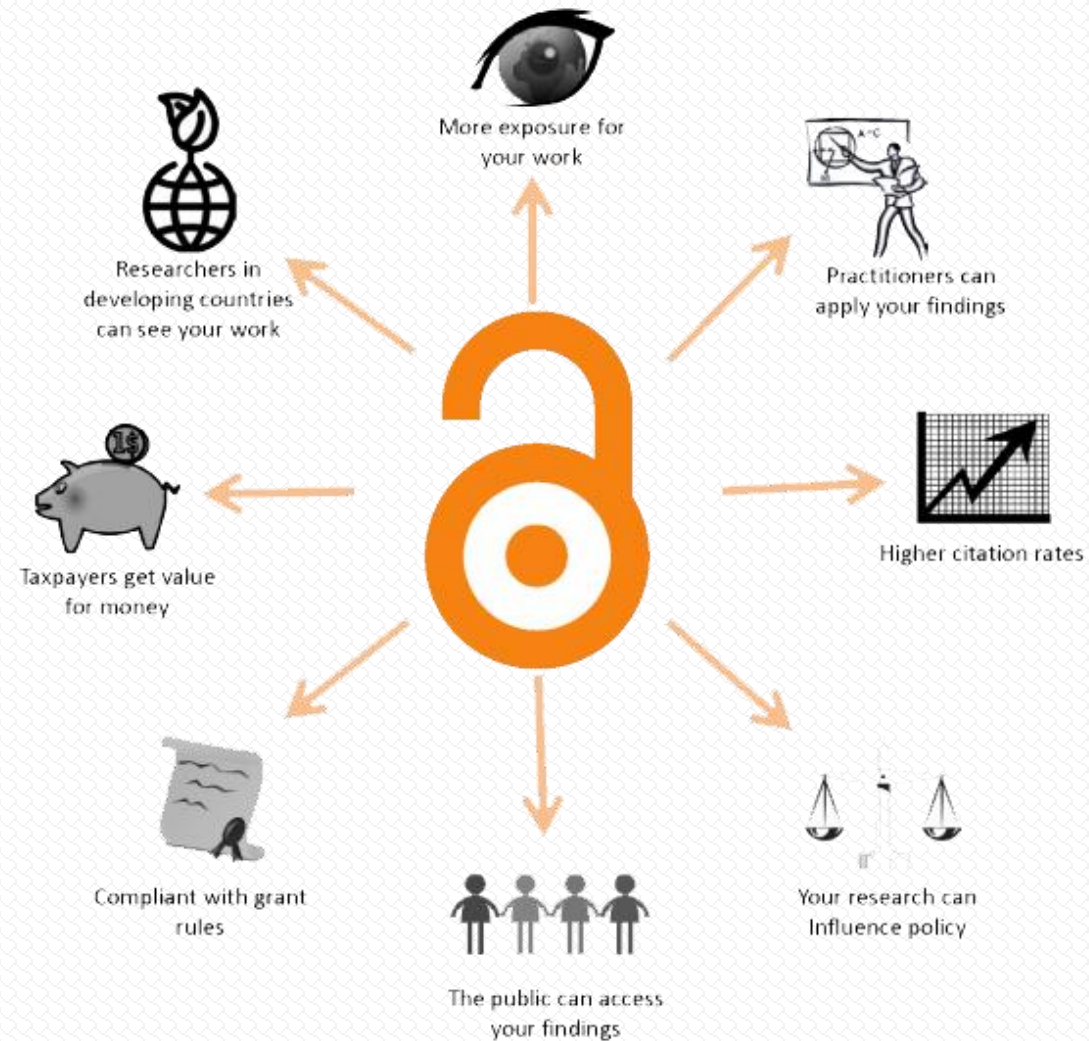 More exposure for
your work
Practitioners can
apply your findings
Higher citation rates
Your research can
Influence policy
The public can access
your findings
Compliant with grant
rules
Taxpayers get value
for money
Researchers in
developing countries
can see your work
1$